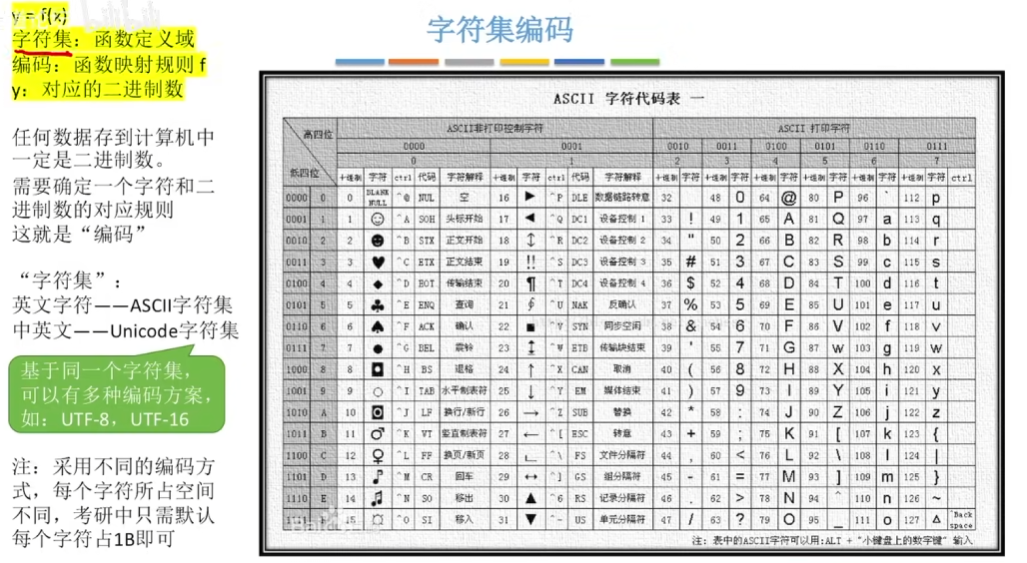 字符集编码
y = f(x)
字符集：函数定义域
编码：函数映射规则 f
y：对应的二进制数
任何数据存到计算机中
一定是二进制数。
需要确定一个字符和二
进制数的对应规则
这就是“编码”
“字符集”：
英文字符——ASCII字符集
中英文——Unicode字符集
基于同一个字符集，
可以有多种编码方案，
如：UTF-8，UTF-16
注：采用不同的编码方
式，每个字符所占空间
不同，考研中只需默认
每个字符占1B即可
ASCII 字符代码表 一
高四位 ASCII非打印控制字符 ASCII 打印字符
0000 0001 0010 0011 0100 0101 0110 0111
0 1 2 3 4 5 6 7
低四位 十进制 字符 ctrl 代码 字符解释 十进制 字符 ctrl 代码 字符解释 十进制 字符 十进制 字符 十进制 字符 十进制 字符 十进制 字符 十进制 字符 ctrl
0000 0 0 BLANK NULL ^@ NUL 空 16 ► ^P DLE 数据链路转意 32 48 0 64 @ 80 P 96 ` 112 p
0001 1 1 ☺ ^A SOH 头标开始 17 ◄ ^Q DC1 设备控制 1 33 ! 49 1 65 A 81 Q 97 a 113 q
0010 2 2 ☻ ^B STX 正文开始 18 ↕ ^R DC2 设备控制 2 34 " 50 2 66 B 82 R 98 b 114 r
0011 3 3 ♥ ^C ETX 正文结束 19 ‼ ^S DC3 设备控制 3 35 # 51 3 67 C 83 S 99 c 115 s
0100 4 4 ♦ ^D EOT 传输结束 20 ¶ ^T DC4 设备控制 4 36 $ 52 4 68 D 84 T 100 d 116 t
0101 5 5 ♣ ^E ENQ 查询 21 ∮ ^U NAK 反确认 37 % 53 5 69 E 85 U 101 e 117 u
0110 6 6 ♠ ^F ACK 确认 22 ■ ^V SYN 同步空闲 38 & 54 6 70 F 86 V 102 f 118 v
0111 7 7 ● ^G BEL 震铃 23 ↨ ^W ETB 传输块结束 39 ' 55 7 71 G 87 w 103 g 119 w
1000 8 8 ◘ ^H BS 退格 24 ↑ ^X CAN 取消 40 ( 56 8 72 H 88 X 104 h 120 x
1001 9 9 ○ ^I TAB 水平制表符 25 ↓ ^Y EM 媒体结束 41 ) 57 9 73 I 89 Y 105 i 121 y
1010 A 10 ◙ ^J LF 换行/新行 26 → ^Z SUB 替换 42 * 58 : 74 J 90 Z 106 j 122 z
1011 B 11 ♂ ^K VT 竖直制表符 27 ← ^[ ESC 转意 43 + 59 ; 75 K 91 [ 107 k 123 {
1100 C 12 ♀ ^L FF 换页/新页 28 ∟ ^\ FS 文件分隔符 44 , 60 < 76 L 92 \ 108 l 124 |
1101 D 13 ♪ ^M CR 回车 29 ↔ ^] GS 组分隔符 45 - 61 = 77 M 93 ] 109 m 125 }
1110 E 14 ♫ ^N SO 移出 30 ▲ ^6 RS 记录分隔符 46 . 62 > 78 N 94 ^ 110 n 126 ~
15 ☼ ^O SI 移入 31 ▼ ^- US 单元分隔符 47 / 63 ? 79 O 95 _ 111 o 127 Δ Back space
注：表中的ASCII字符可以用:ALT + "小键盘上的数字键" 输入